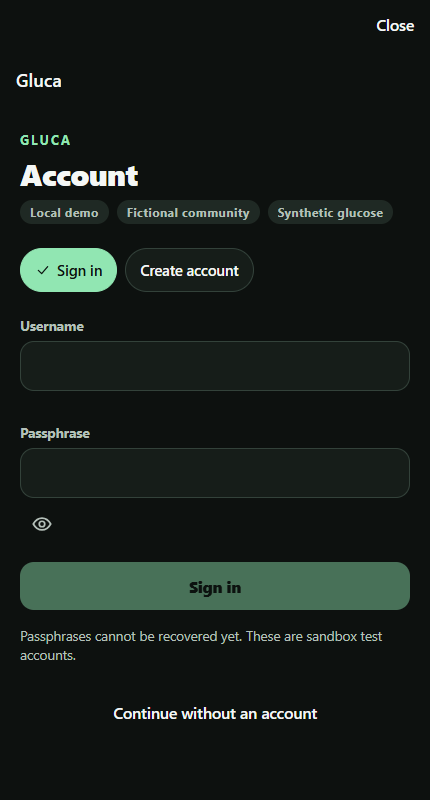 Close
Gluca
GLUCA
Account
Local demo
Fictional community
Synthetic glucose
Sign in
Create account
Username
Passphrase
Sign in
Passphrases cannot be recovered yet. These are sandbox test
accounts.
Continue without an account